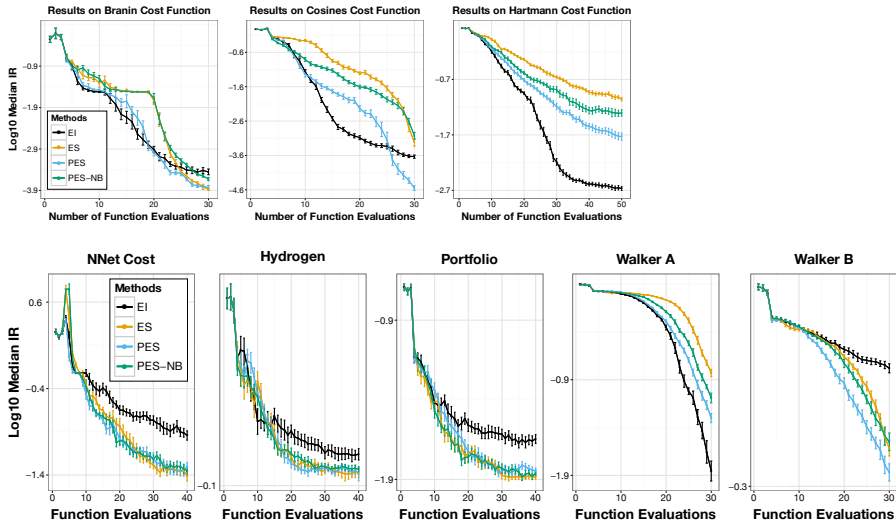 Results on Branin Cost Function
Results on Cosines Cost Function
Results on Hartmann Cost Function
Log10 Median IR
-0.9
-1.9
-2.9
-3.9
Methods
EI
ES
PES
PES-NB
0
10
20
30
Number of Function Evaluations
-0.6
-1.6
-2.6
-3.6
-4.6
0
10
20
30
Number of Function Evaluations
-0.7
-1.7
-2.7
0
10
20
30
40
50
Number of Function Evaluations
NNet Cost
Hydrogen
Portfolio
Walker A
Walker B
Log10 Median IR
0.6
-0.4
-1.4
Methods
EI
ES
PES
PES-NB
0
10
20
30
40
Function Evaluations
-0.1
0
10
20
30
40
Function Evaluations
-0.9
-1.9
0
10
20
30
40
Function Evaluations
-0.9
-1.9
0
10
20
30
Function Evaluations
-0.3
0
10
20
30
Function Evaluations